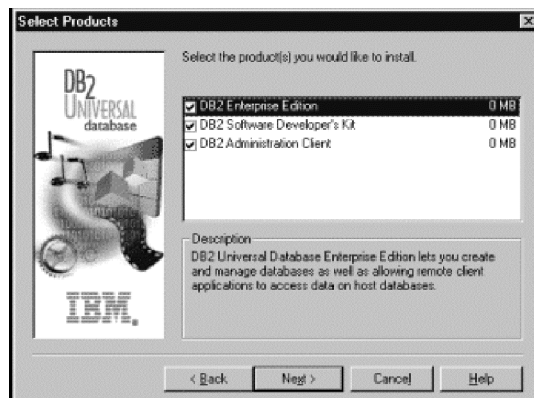 Select Products
DB2
UNIVERSAL
database
IBM.
Select the product(s) you would like to install.
DB2 Enterprise Edition 0 MB
DB2 Software Developer's Kit 0 MB
DB2 Administration Client 0 MB
Description
DB2 Universal Database Enterprise Edition lets you create
and manage databases as well as allowing remote client
applications to access data on host databases.
< Back
Next >
Cancel
Help